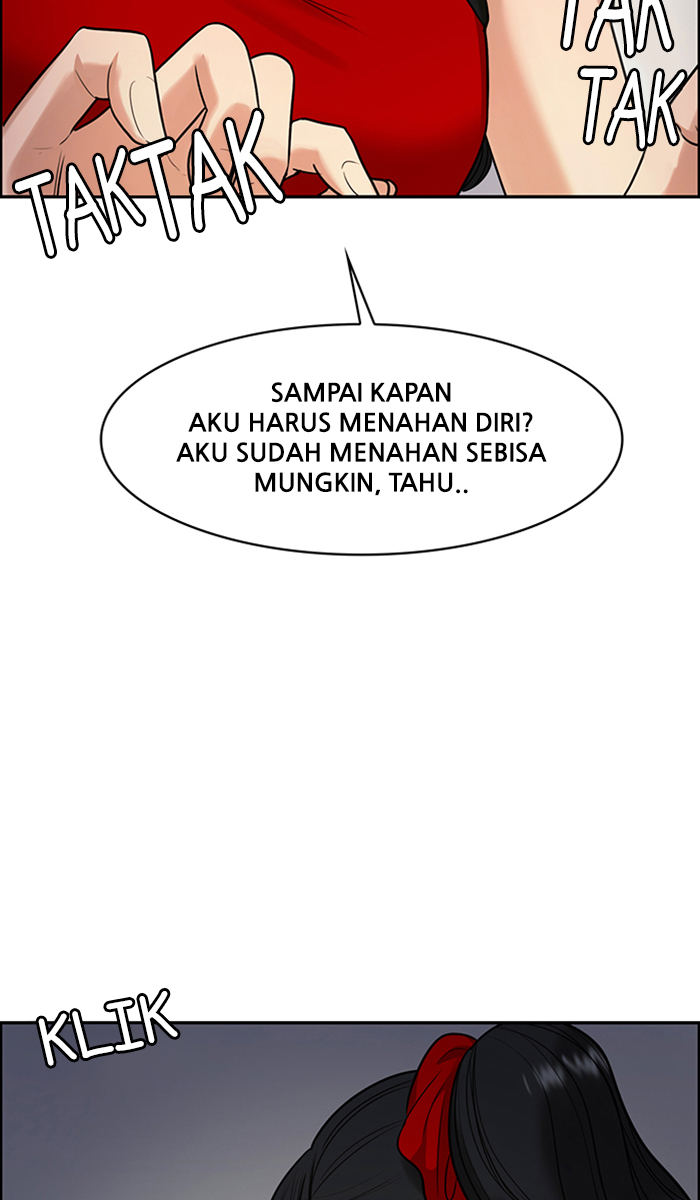 TAK
TAK
TAKTAK
SAMPAI KAPAN
AKU HARUS MENAHAN DIRI?
AKU SUDAH MENAHAN SEBISA
MUNGKIN, TAHU..
KLIK